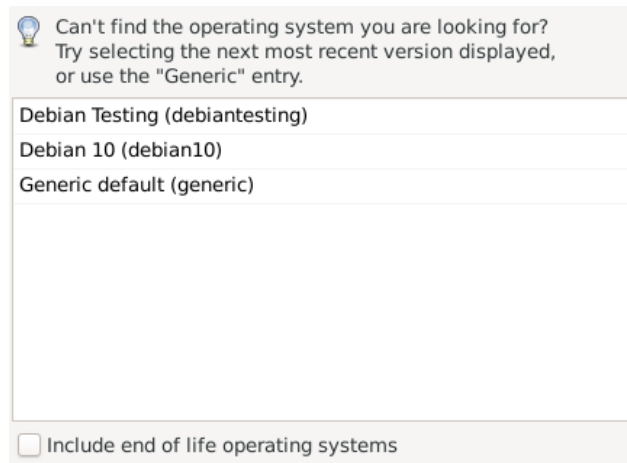 Can't find the operating system you are looking for?
Try selecting the next most recent version displayed,
or use the "Generic" entry.
Debian Testing (debiantesting)
Debian 10 (debian10)
Generic default (generic)
Include end of life operating systems